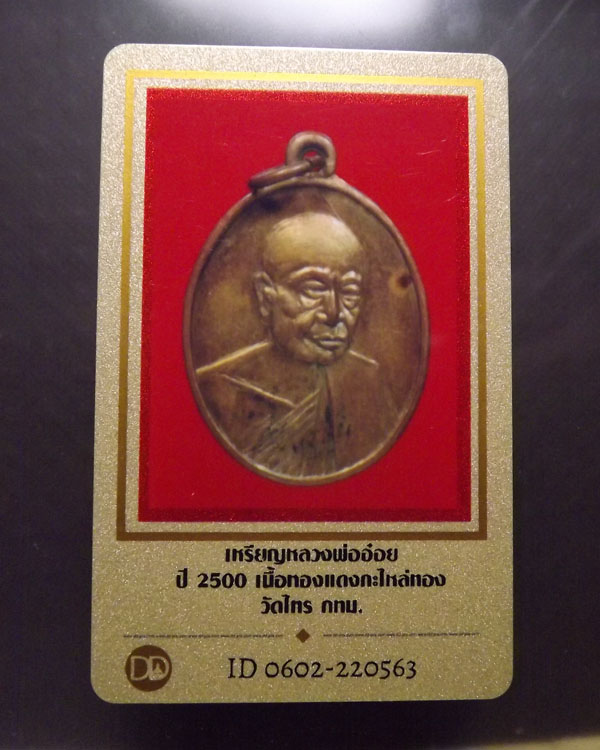 เหรียญหลวงพ่ออ๋อย
ปี 2500 เนื้อทองแดงกะไหล่ทอง
วัดไทร กทม.
DD
ID 0602-220563